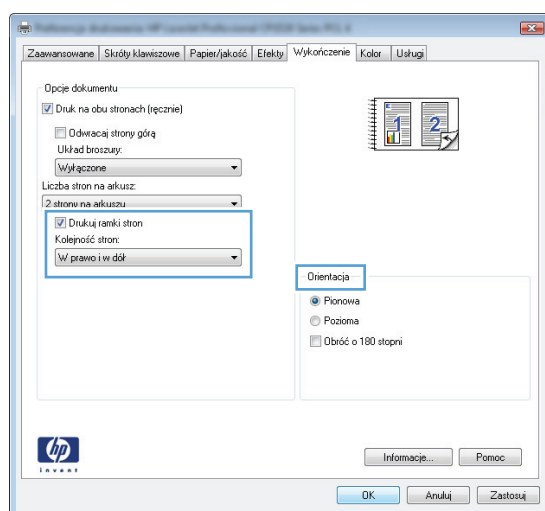 Zaawansowane Skróty klawiszowe Papier/jakość Efekty Wykończenie Kolor Usługi
Opcje dokumentu
Druk na obu stronach (ręcznie)
Odwracaj strony górą
Układ broszury:
Wyłączone
Liczba stron na arkusz:
2 strony na arkuszu
Drukuj ramki stron
Kolejność stron:
W prawo i w dół
1 2
Orientacja
Pionowa
Pozioma
Obróć o 180 stopni
hp
invent
Informacje... Pomoc
OK Anuluj Zastosuj